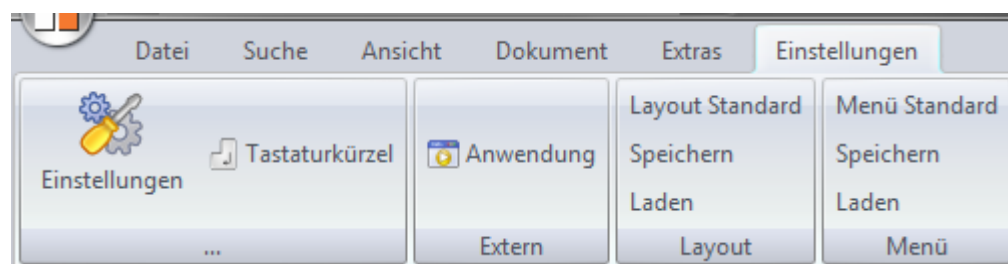 Datei Suche Ansicht Dokument Extras Einstellungen
Einstellungen
Tastaturkürzel
...
Anwendung
Extern
Layout Standard
Speichern
Laden
Layout
Menü Standard
Speichern
Laden
Menü